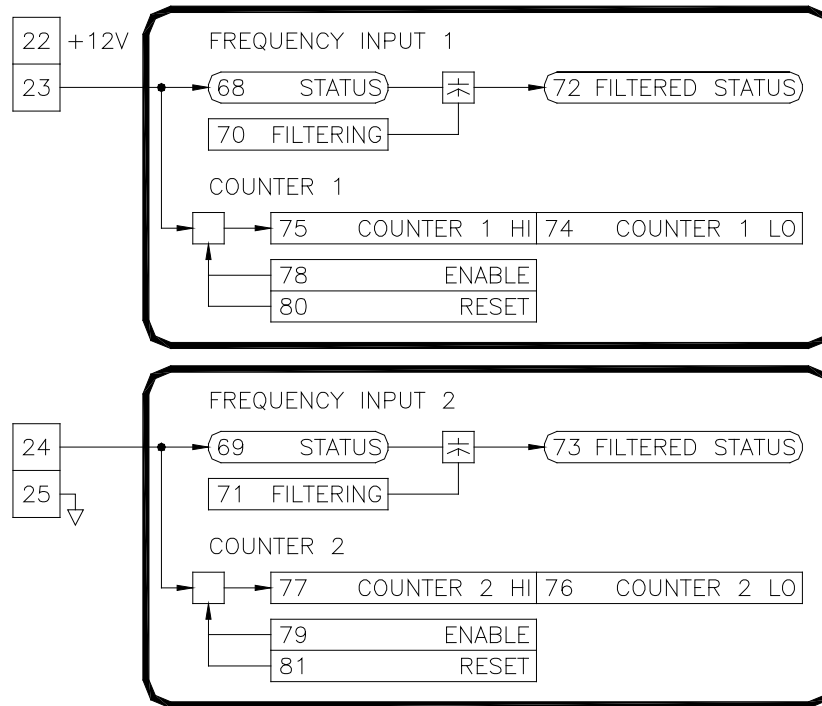 22 +12V
FREQUENCY INPUT 1
23
68 STATUS
72 FILTERED STATUS
70 FILTERING
COUNTER 1
75 COUNTER 1 HI
74 COUNTER 1 LO
78 ENABLE
80 RESET
FREQUENCY INPUT 2
24
69 STATUS
73 FILTERED STATUS
25
71 FILTERING
COUNTER 2
77 COUNTER 2 HI
76 COUNTER 2 LO
79 ENABLE
81 RESET